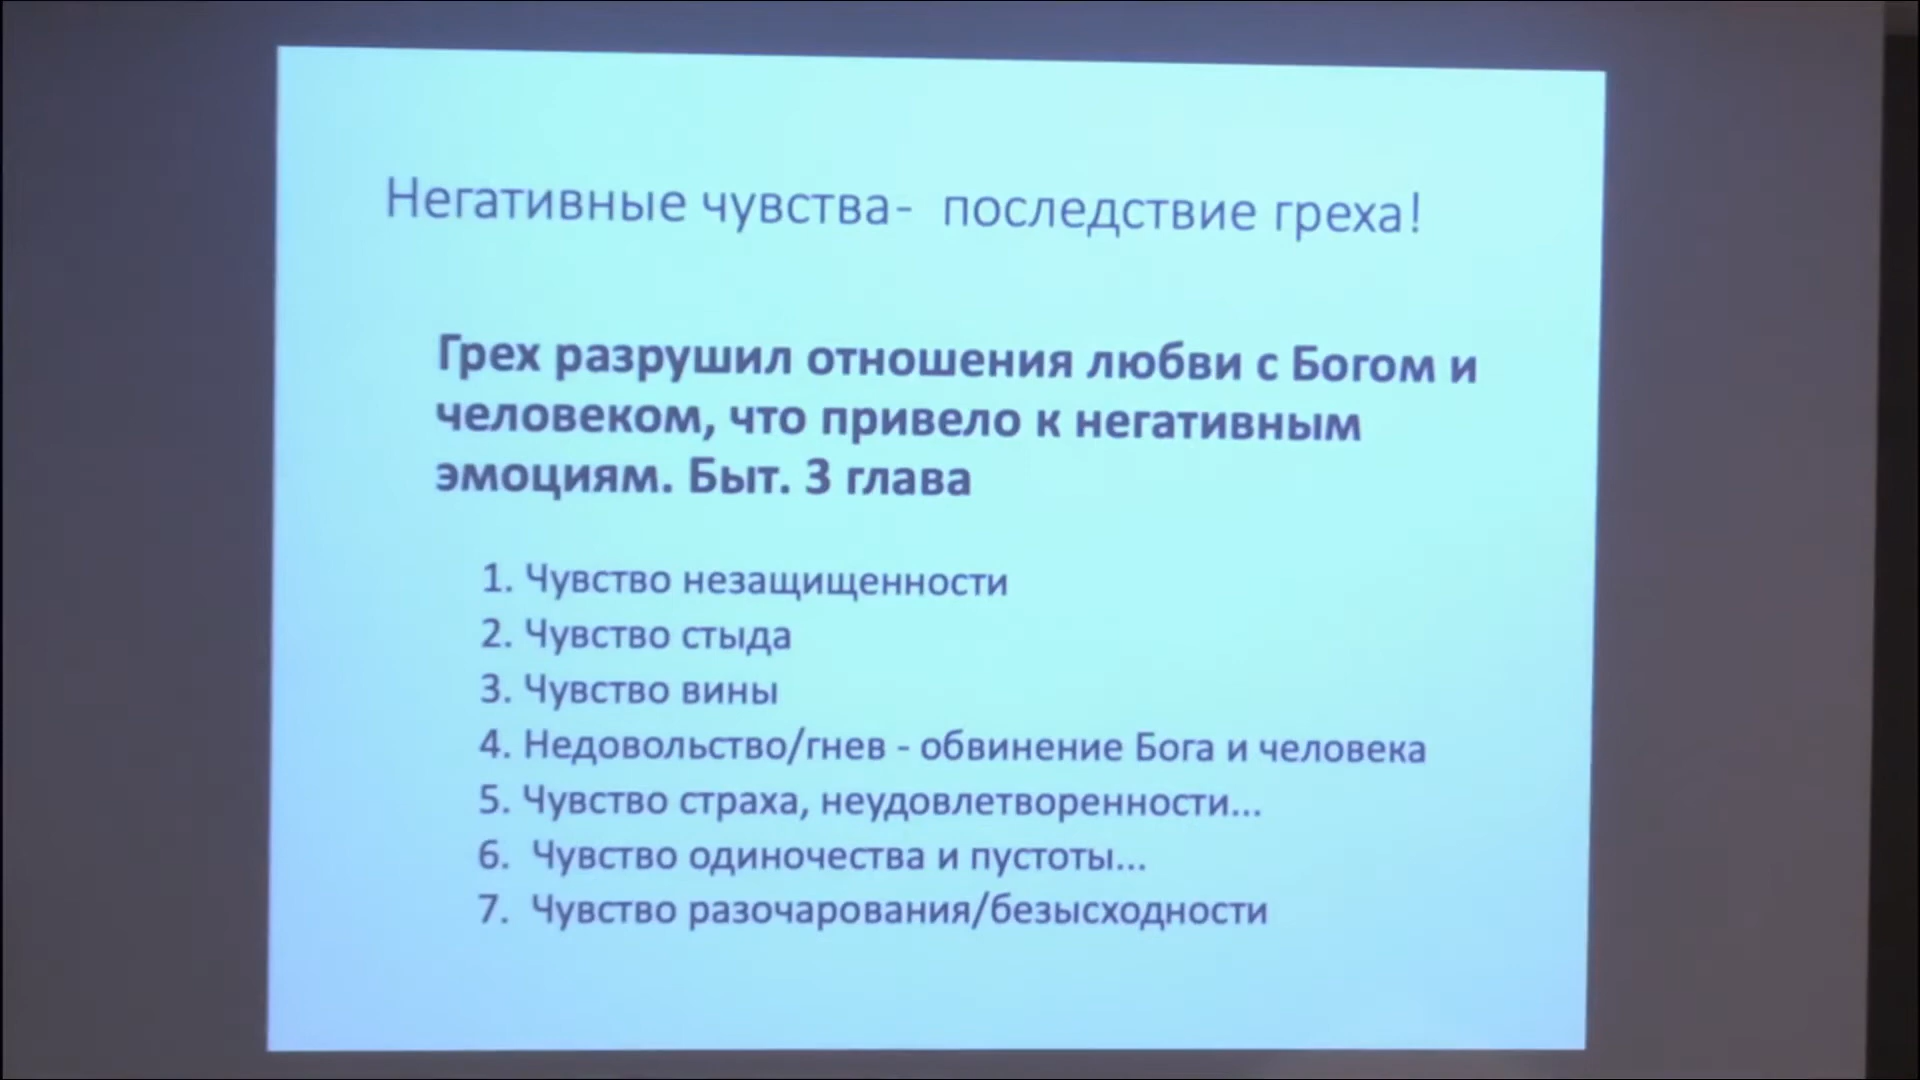 Негативные чувства-  последствие греха!
Грех разрушил отношения любви с Богом и
человеком, что привело к негативным
эмоциям. Быт. 3 глава
1. Чувство незащищенности
2. Чувство стыда
3. Чувство вины
4. Недовольство/гнев - обвинение Бога и человека
5. Чувство страха, неудовлетворенности...
6.  Чувство одиночества и пустоты...
7.  Чувство разочарования/безысходности